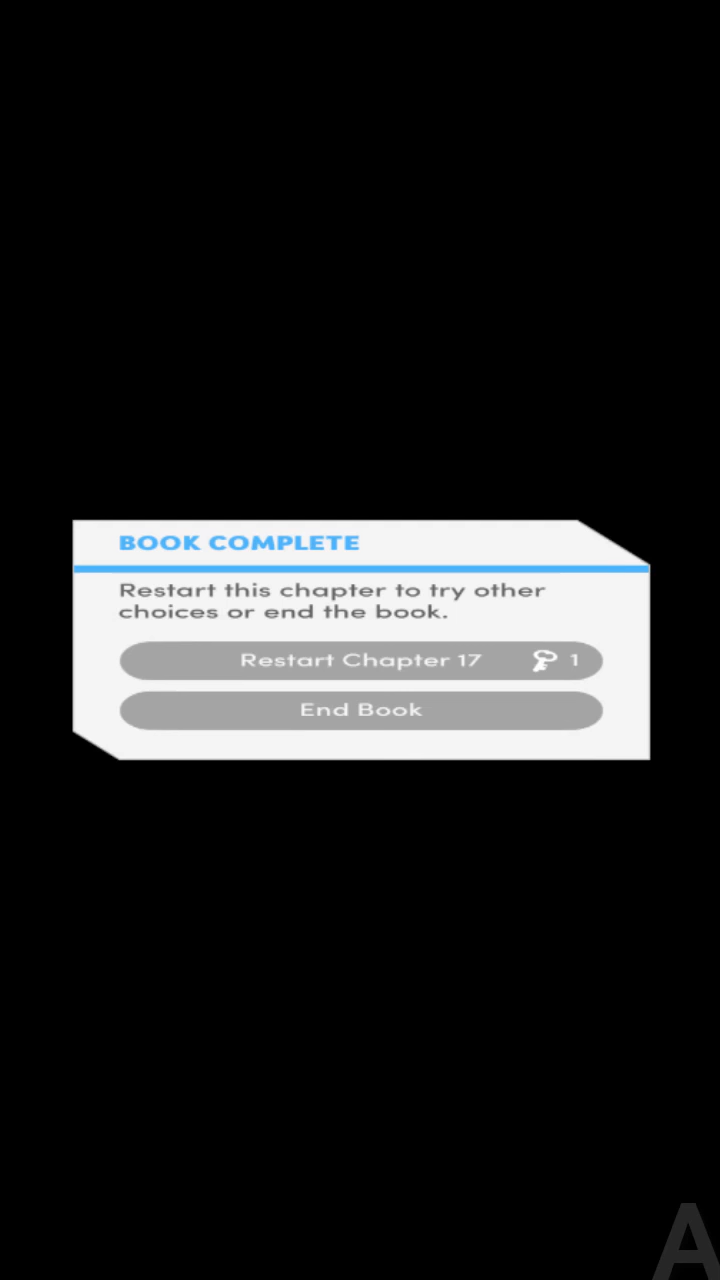 BOOK COMPLETE
Restart this chapter to try other
choices or end the book.
Restart Chapter 17 1
End Book
A